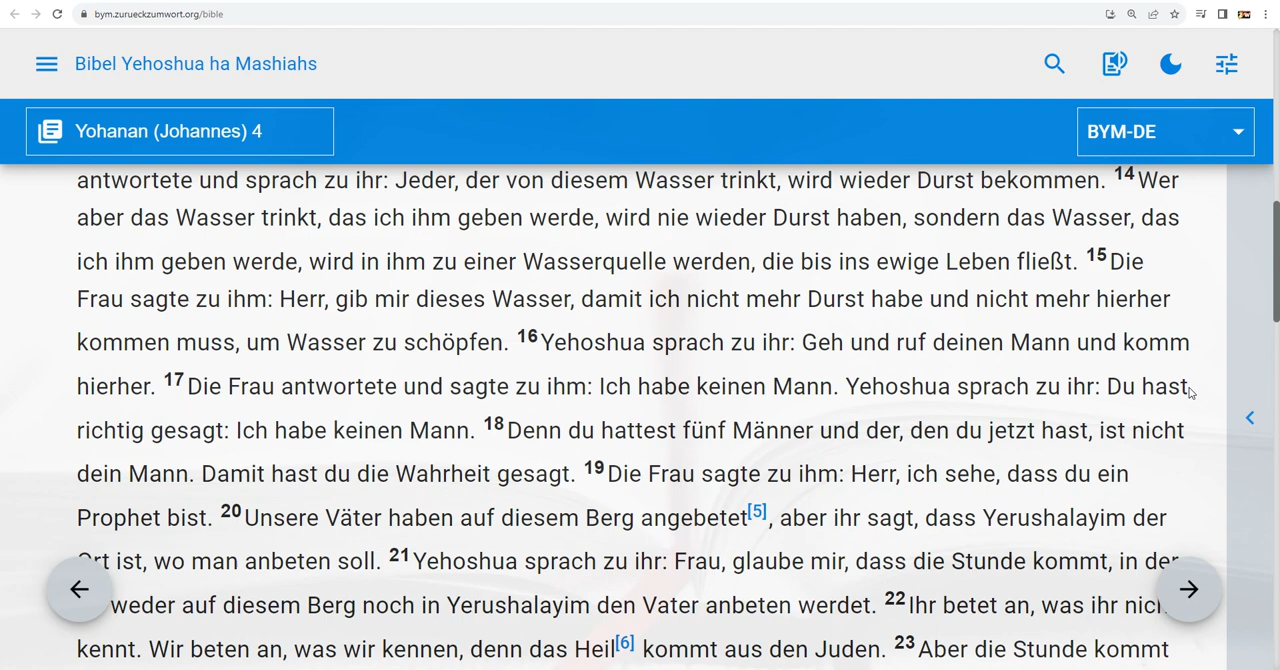 bym.zurueckzumwort.org/bible
Bibel Yehoshua ha Mashiahs
Yohanan (Johannes) 4
BYM-DE
antwortete und sprach zu ihr: Jeder, der von diesem Wasser trinkt, wird wieder Durst bekommen. 14 Wer
aber das Wasser trinkt, das ich ihm geben werde, wird nie wieder Durst haben, sondern das Wasser, das
ich ihm geben werde, wird in ihm zu einer Wasserquelle werden, die bis ins ewige Leben fließt. 15 Die
Frau sagte zu ihm: Herr, gib mir dieses Wasser, damit ich nicht mehr Durst habe und nicht mehr hierher
kommen muss, um Wasser zu schöpfen. 16 Yehoshua sprach zu ihr: Geh und ruf deinen Mann und komm
hierher. 17 Die Frau antwortete und sagte zu ihm: Ich habe keinen Mann. Yehoshua sprach zu ihr: Du hast
richtig gesagt: Ich habe keinen Mann. 18 Denn du hattest fünf Männer und der, den du jetzt hast, ist nicht
dein Mann. Damit hast du die Wahrheit gesagt. 19 Die Frau sagte zu ihm: Herr, ich sehe, dass du ein
Prophet bist. 20 Unsere Väter haben auf diesem Berg angebetet[5], aber ihr sagt, dass Yerushalayim der
Ort ist, wo man anbeten soll. 21 Yehoshua sprach zu ihr: Frau, glaube mir, dass die Stunde kommt, in der
weder auf diesem Berg noch in Yerushalayim den Vater anbeten werdet. 22 Ihr betet an, was ihr nicht
kennt. Wir beten an, was wir kennen, denn das Heil[6] kommt aus den Juden. 23 Aber die Stunde kommt